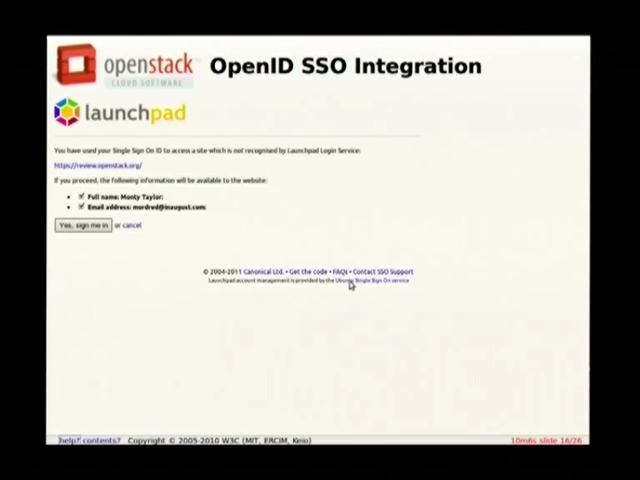 openstack
CLOUD SOFTWARE
OpenID SSO Integration
launchpad
You have used your Single Sign On ID to access a site which is not recognised by Launchpad Login Service:
https://review.openstack.org/
If you proceed, the following information will be available to the website:
Full name: Monty Taylor:
Email address: mordred@inaugust.com:
Yes, sign me in or cancel
© 2004-2011 Canonical Ltd. • Get the code • FAQs • Contact SSO Support
Launchpad account management is provided by the Ubuntu Single Sign On service
help? contents? Copyright © 2005-2010 W3C (MIT, ERCIM, Keio) 10m6s slide 16/26